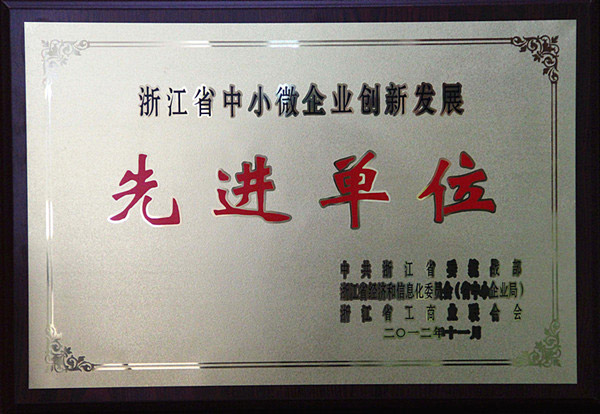 浙江省中小微企业创新发展
先进单位
中共浙江省委统战部
浙江省经济和信息化委员会(省中小企业局)
浙江省工商业联合会
二〇一二年十一月